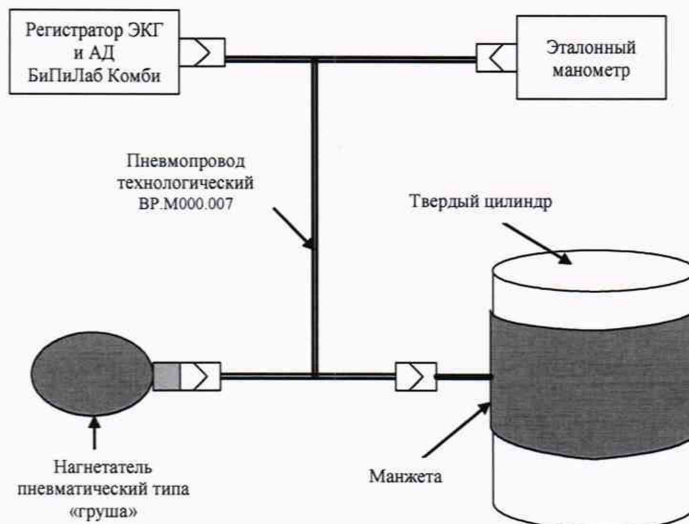 Регистратор ЭКГ
и АД
БиПиЛаб Комби
Эталонный
манометр
Пневмопровод
технологический
ВР.М000.007
Твердый цилиндр
Нагнетатель
пневматический типа
«груша»
Манжета